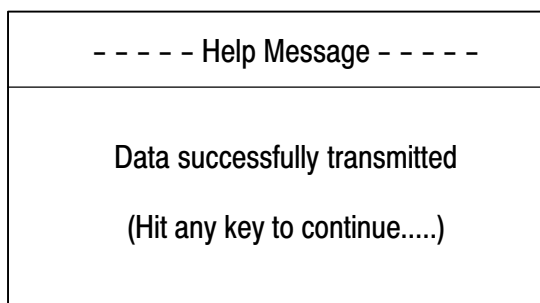 - - - - - Help Message - - - - -
Data successfully transmitted
(Hit any key to continue.....)